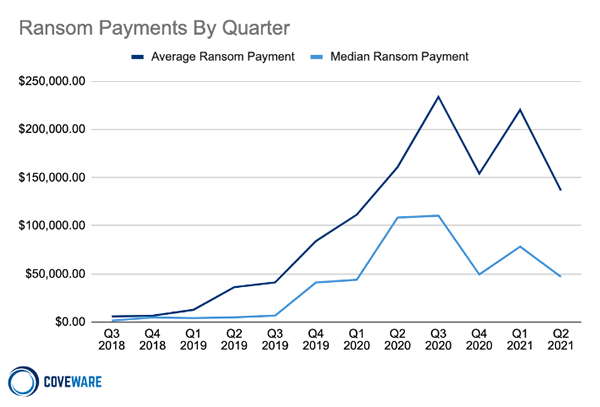 Ransom Payments By Quarter
Average Ransom Payment Median Ransom Payment
$250,000.00
$200,000.00
$150,000.00
$100,000.00
$50,000.00
$0.00
Q3 Q4 Q1 Q2 Q3 Q4 Q1 Q2 Q3 Q4 Q1 Q2
2018 2018 2019 2019 2019 2019 2020 2020 2020 2020 2021 2021
COVEWARE